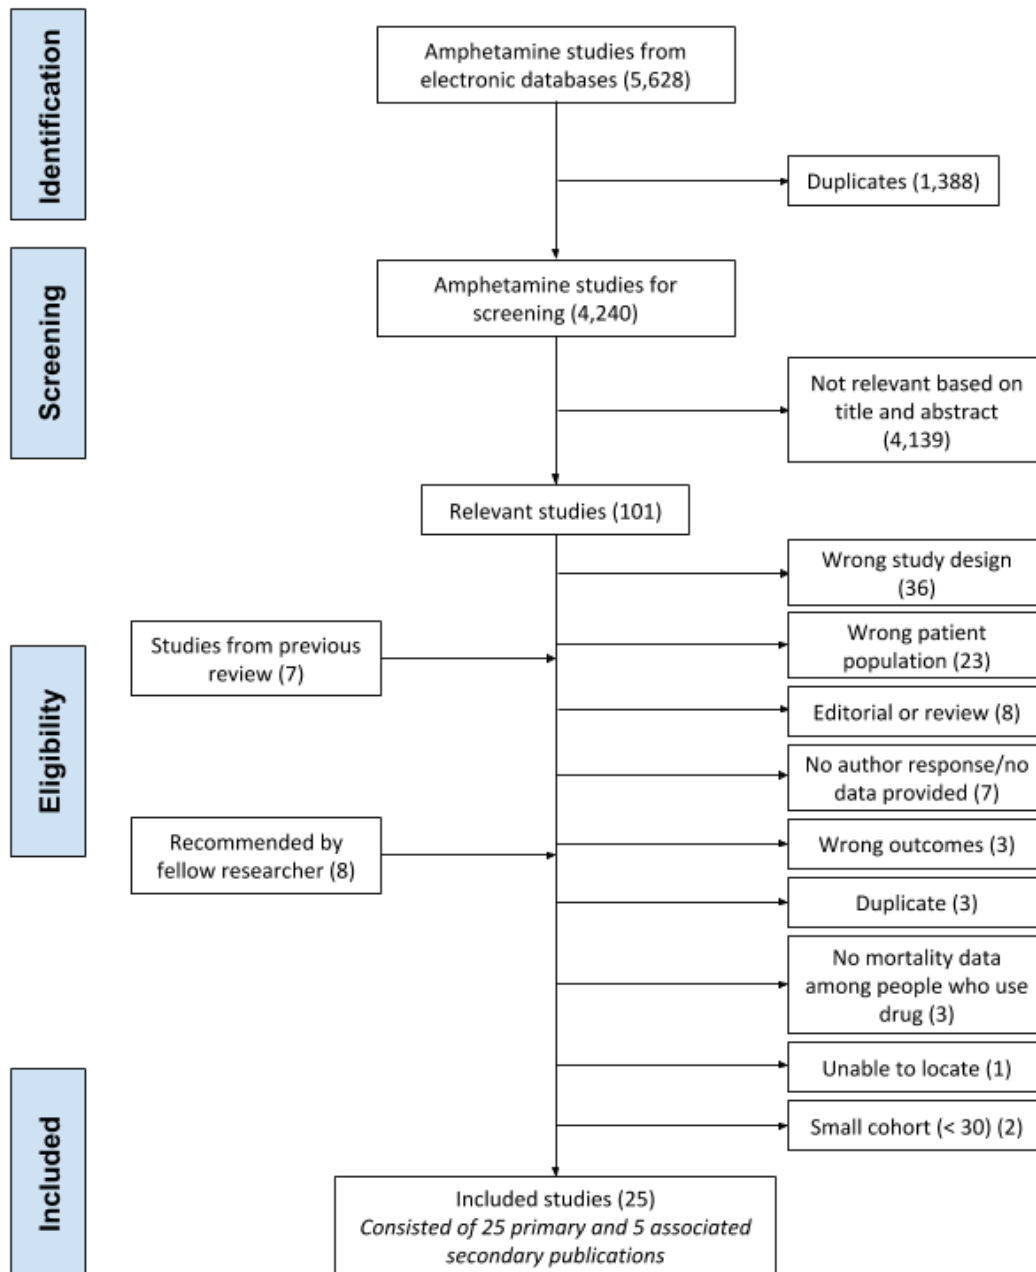 Identification
Amphetamine studies from
electronic databases (5,628)
Duplicates (1,388)
Screening
Amphetamine studies for
screening (4,240)
Not relevant based on
title and abstract
(4,139)
Relevant studies (101)
Wrong study design
(36)
Eligibility
Studies from previous
review (7)
Wrong patient
population (23)
Editorial or review (8)
No author response/no
data provided (7)
Recommended by
fellow researcher (8)
Wrong outcomes (3)
Duplicate (3)
No mortality data
among people who use
drug (3)
Included
Unable to locate (1)
Small cohort (< 30) (2)
Included studies (25)
Consisted of 25 primary and 5 associated
secondary publications